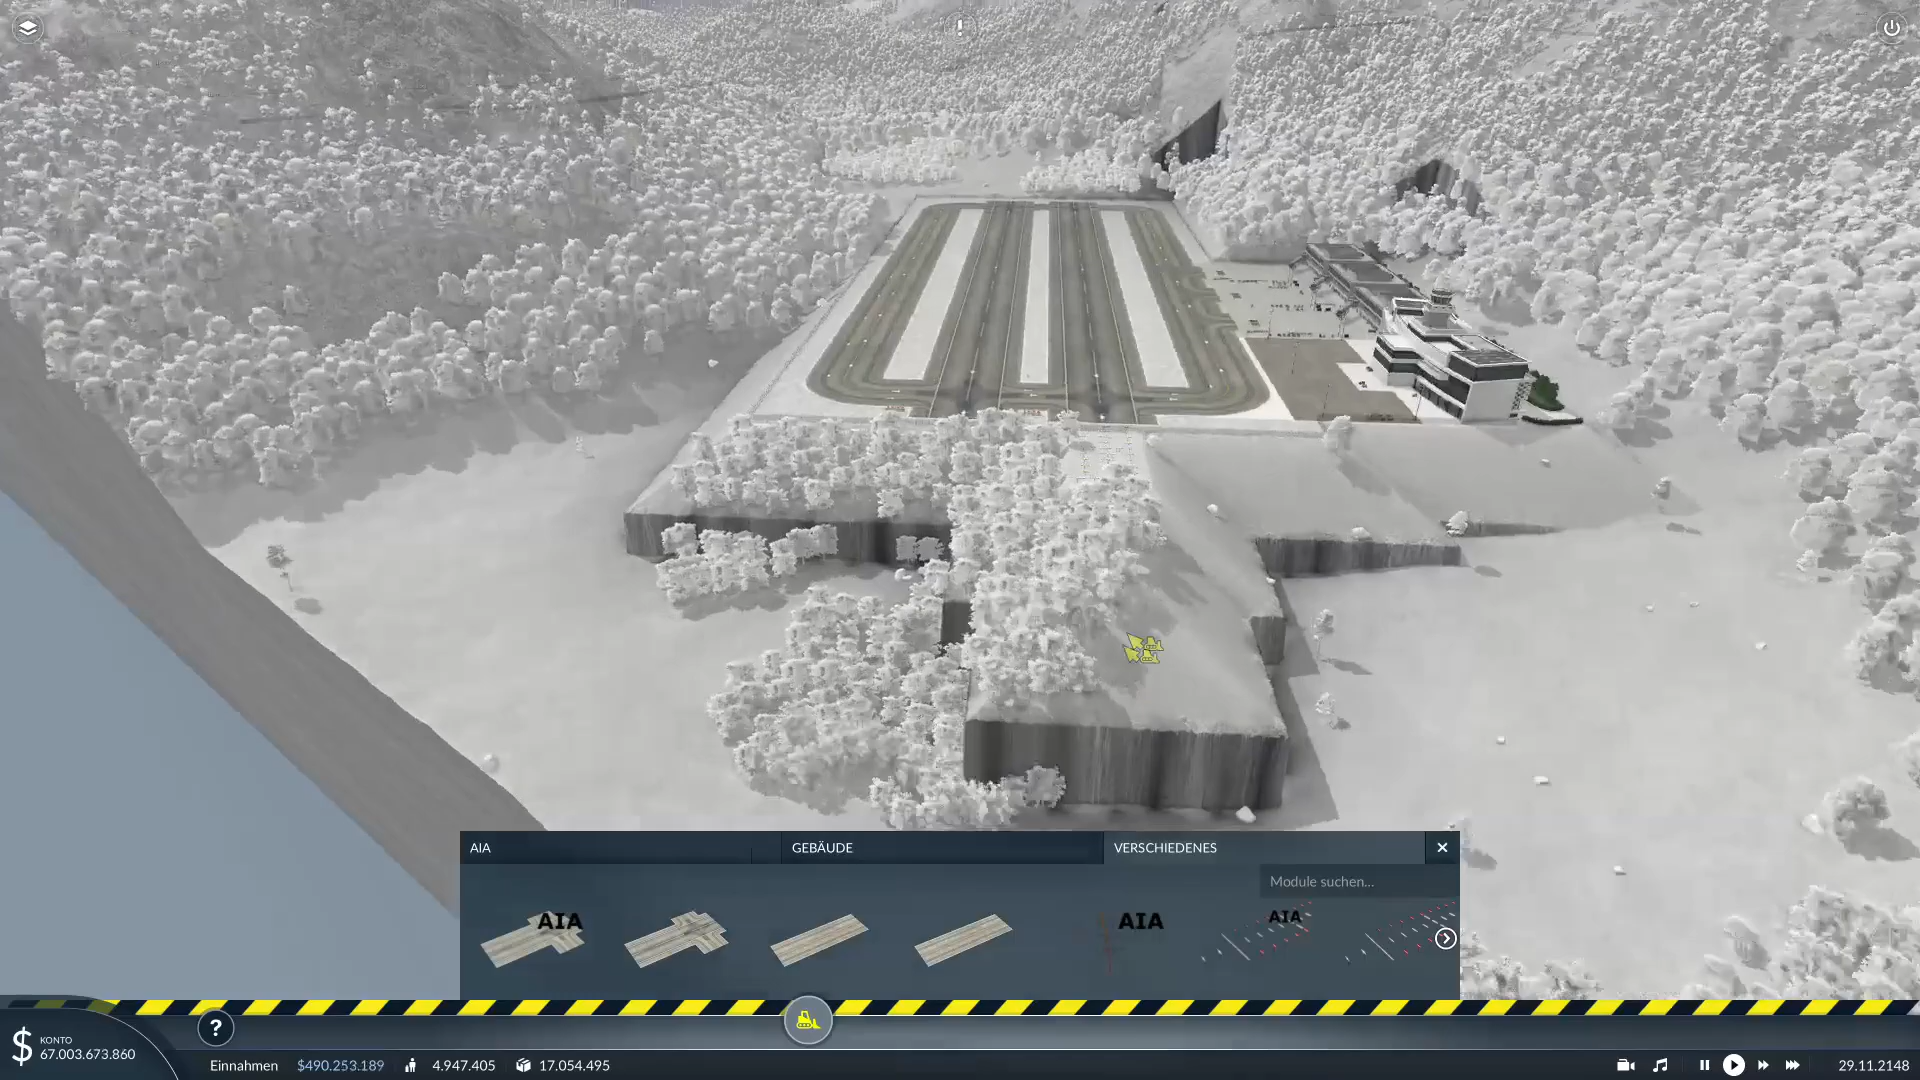 AIA
GEBÄUDE
VERSCHIEDENES
Module suchen...
AIA
AIA
AIA
?
$ KONTO
67.003.673.860
Einnahmen $490.253.189 4.947.405 17.054.495
29.11.2148